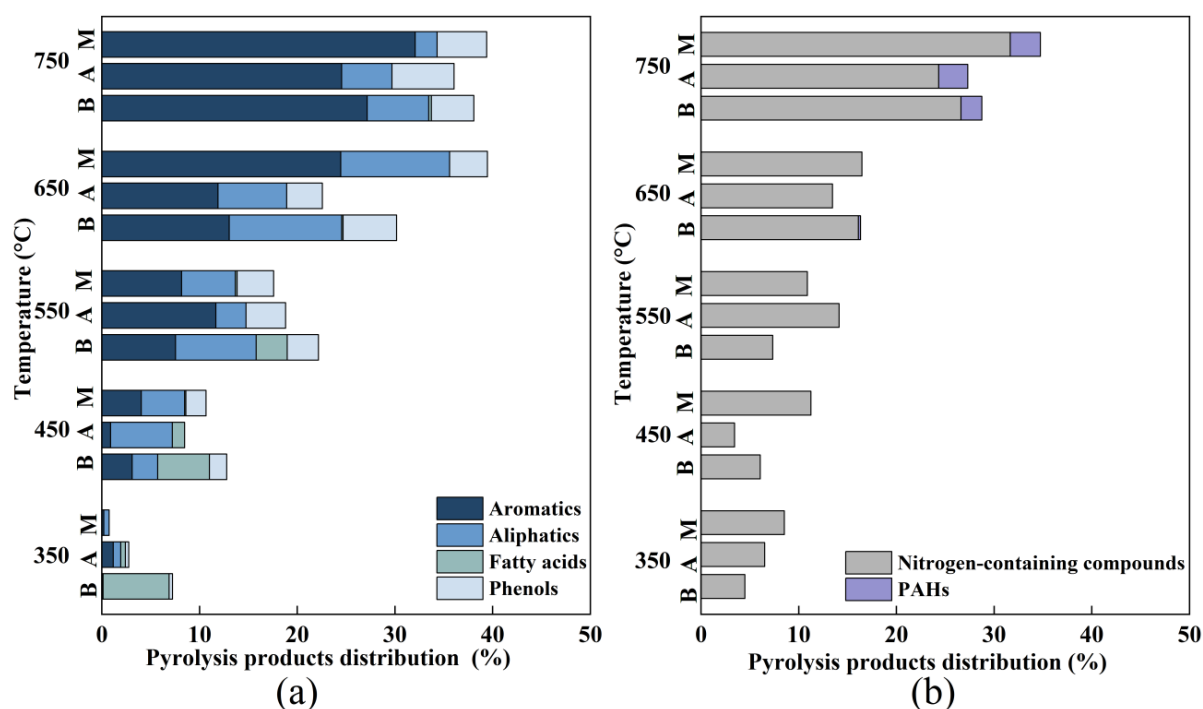 Temperature (°C)
750
M
A
B
650
M
A
B
550
M
A
B
450
M
A
B
350
M
A
B
Aromatics
Aliphatics
Fatty acids
Phenols
0 10 20 30 40 50
Pyrolysis products distribution (%)
(a)
Temperature (°C)
750
M
A
B
650
M
A
B
550
M
A
B
450
M
A
B
350
M
A
B
Nitrogen-containing compounds
PAHs
0 10 20 30 40 50
Pyrolysis products distribution (%)
(b)